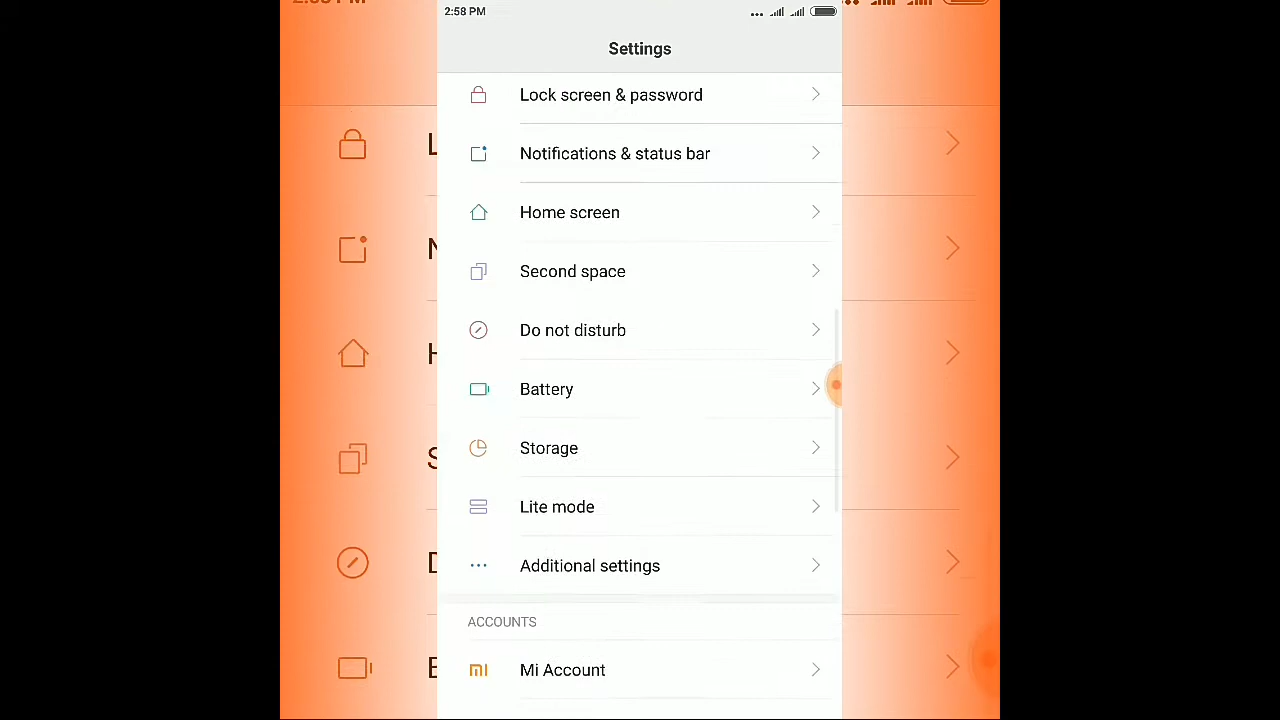 2:58 PM
Settings
Lock screen & password
Notifications & status bar
Home screen
Second space
Do not disturb
Battery
Storage
Lite mode
Additional settings
ACCOUNTS
Mi Account